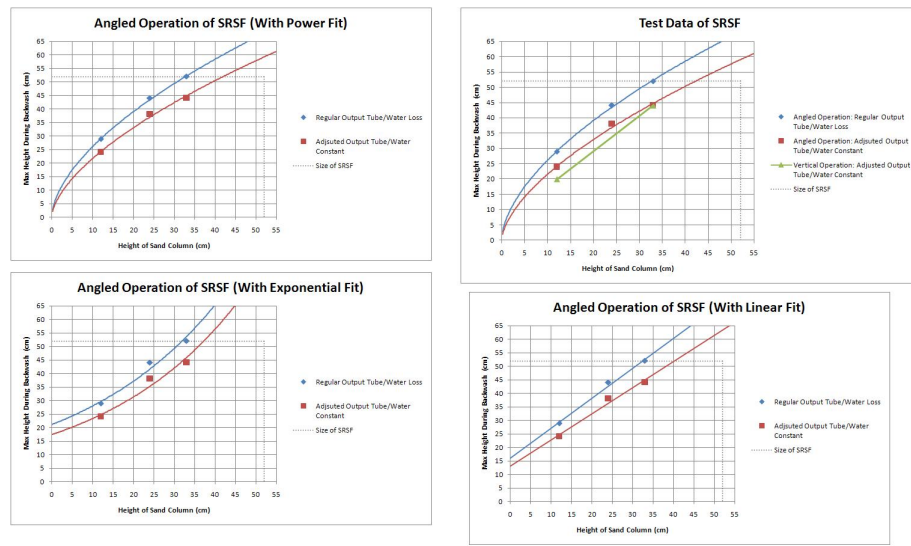 Angled Operation of SRSF (With Power Fit)
Max Height During Backwash (cm)
65
60
55
50
45
40
35
30
25
20
15
10
5
0
0 5 10 15 20 25 30 35 40 45 50 55
Height of Sand Column (cm)
Regular Output Tube/Water Loss
Adjsuted Output Tube/Water
Constant
Size of SRSF
Test Data of SRSF
Max Height During Backwash (cm)
65
60
55
50
45
40
35
30
25
20
15
10
5
0
0 5 10 15 20 25 30 35 40 45 50 55
Height of Sand Column (cm)
Angled Operation: Regular Output
Tube/Water Loss
Angled Operation: Adjsuted Output
Tube/Water Constant
Vertical Operation: Adjusted Output
Tube/Water Constant
Size of SRSF
Angled Operation of SRSF (With Exponential Fit)
Max Height During Backwash (cm)
65
60
55
50
45
40
35
30
25
20
15
10
5
0
0 5 10 15 20 25 30 35 40 45 50 55
Height of Sand Column (cm)
Regular Output Tube/Water Loss
Adjsuted Output Tube/Water
Constant
Size of SRSF
Angled Operation of SRSF (With Linear Fit)
Max Height During Backwash (cm)
65
60
55
50
45
40
35
30
25
20
15
10
5
0
0 5 10 15 20 25 30 35 40 45 50 55
Height of Sand Column (cm)
Regular Output Tube/Water Loss
Adjusted Output Tube/Water
Constant
Size of SRSF